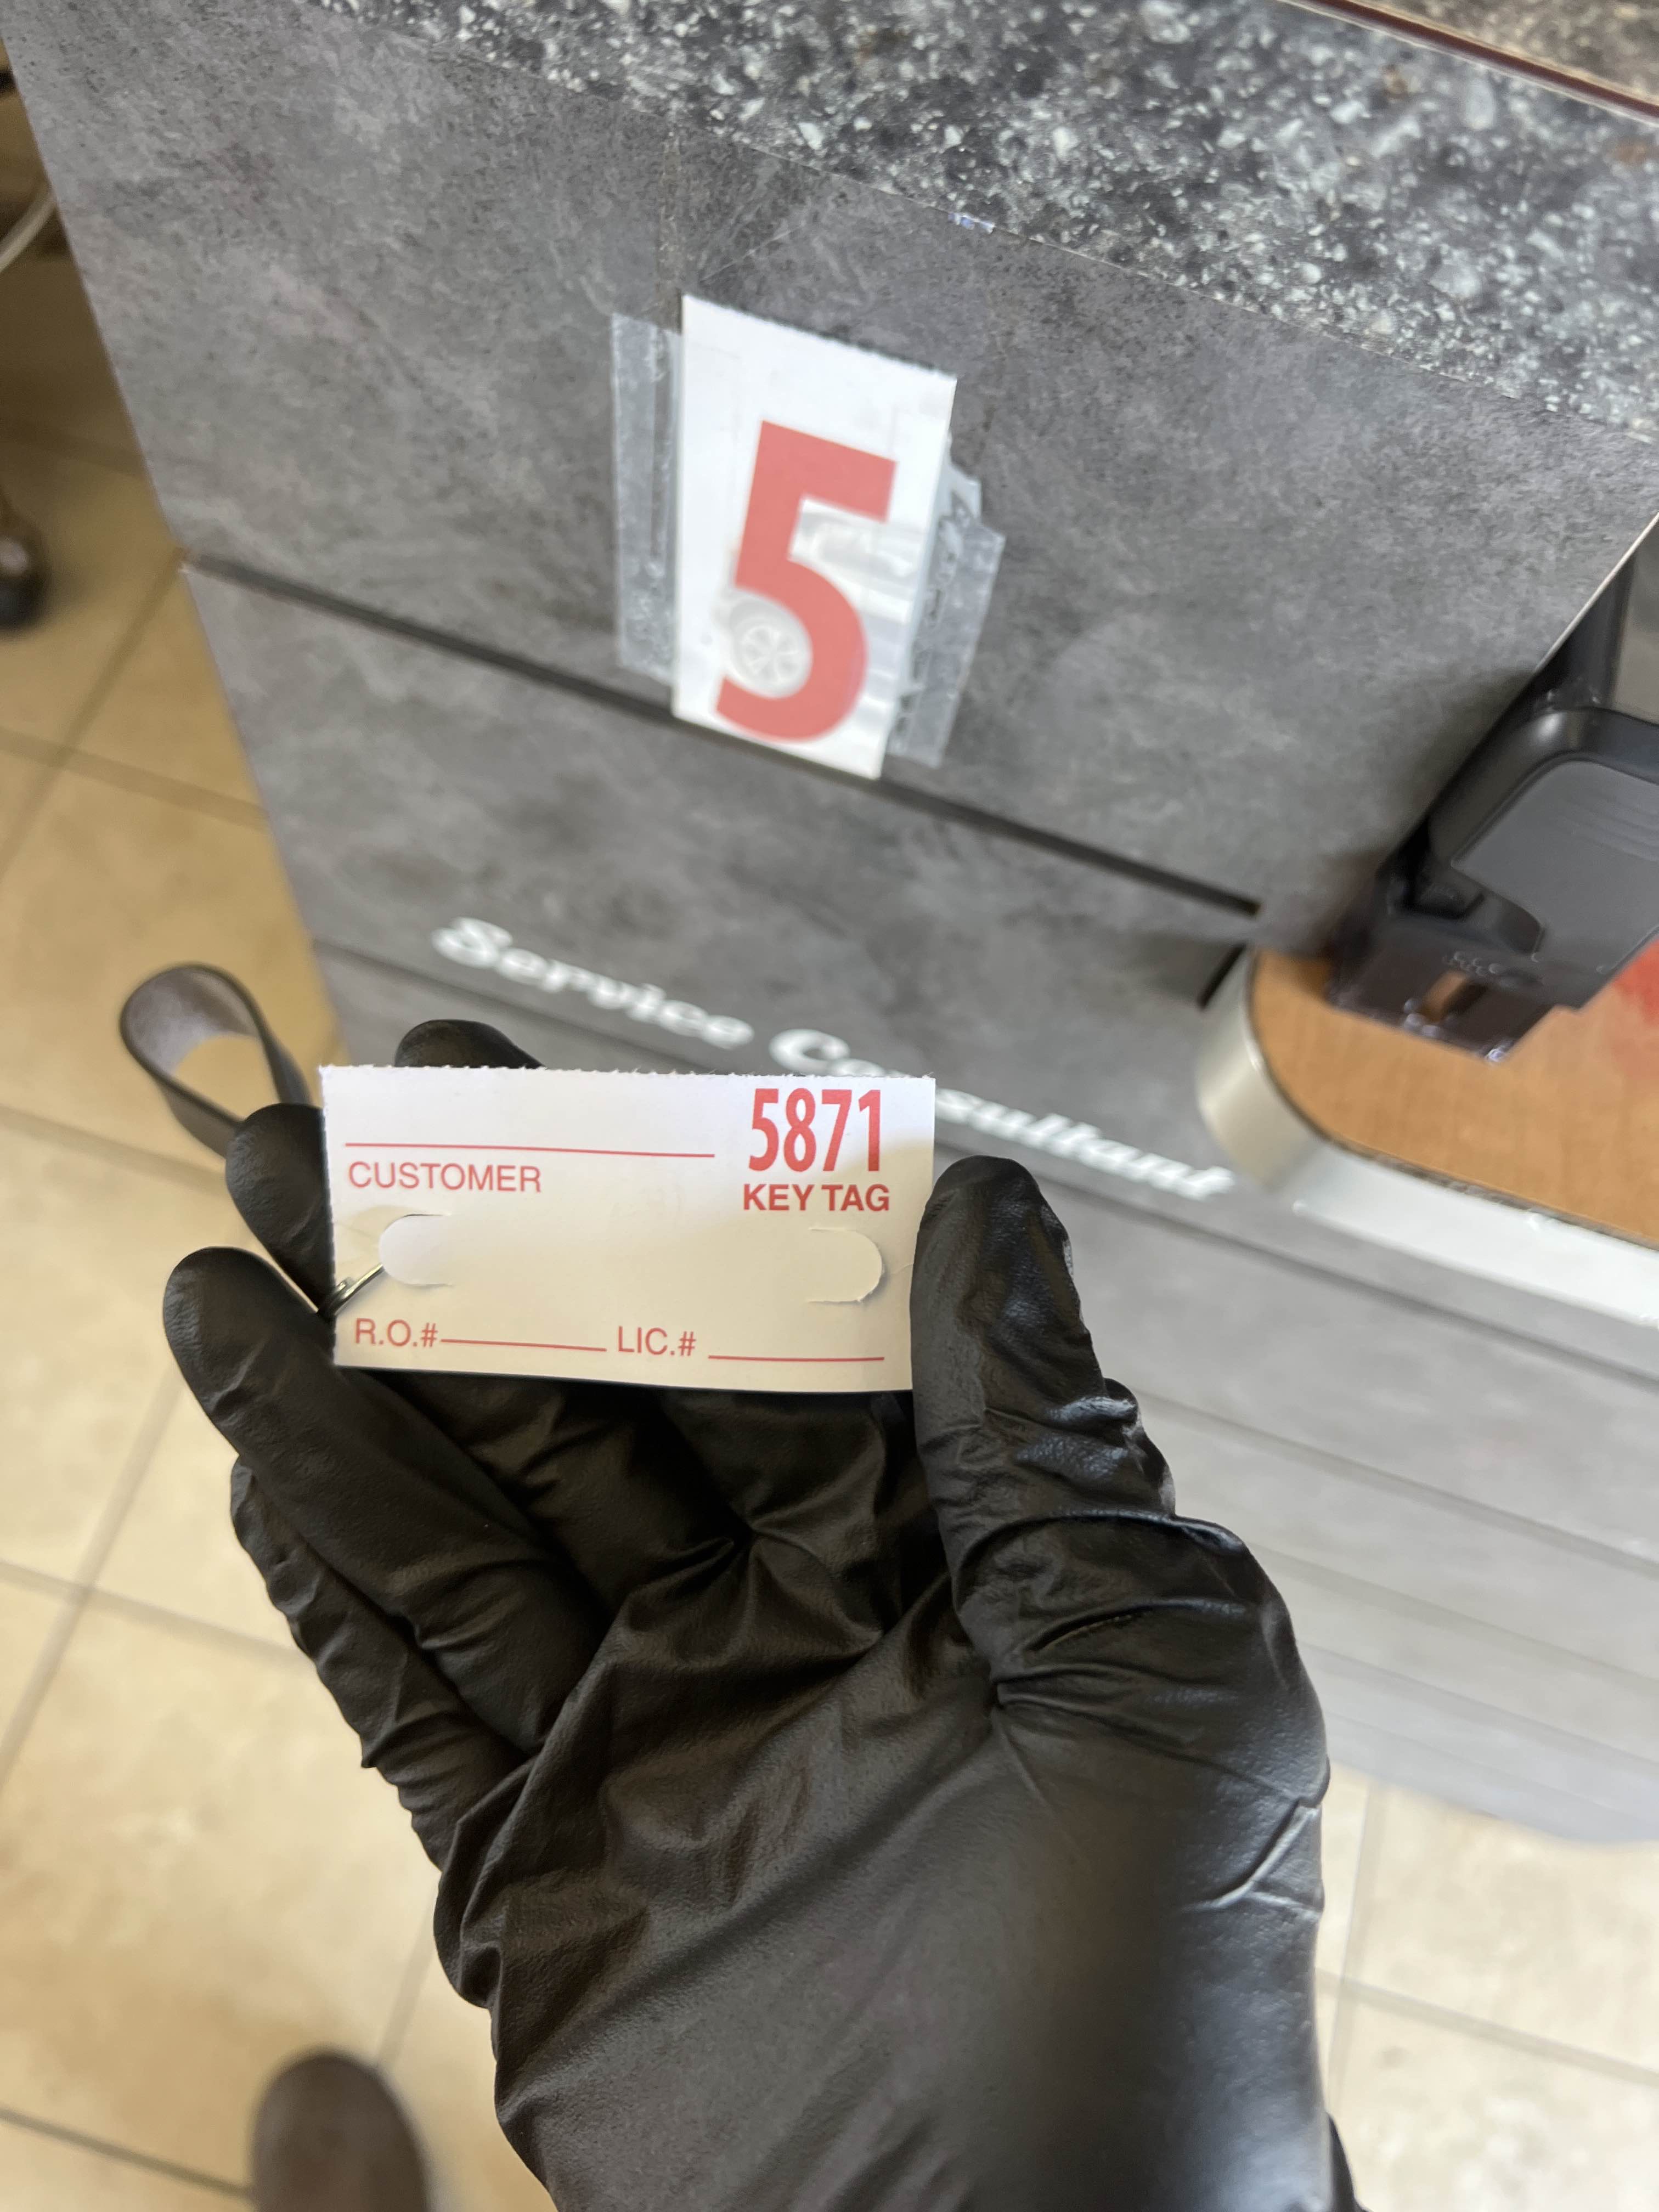 5
Service Consultant
5871
CUSTOMER KEY TAG
R.O.# LIC.#